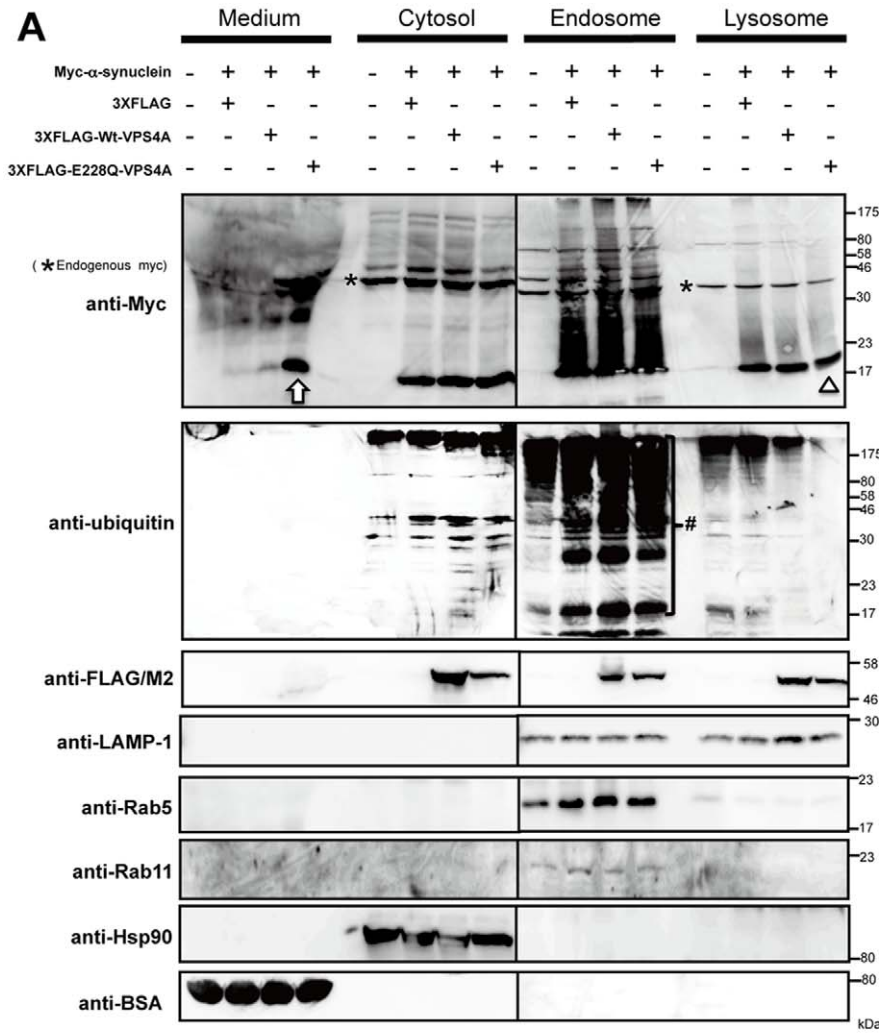 A
Medium Cytosol Endosome Lysosome
Myc-α-synuclein - + + + - + + + - + + + - + + +
3XFLAG - + - - - + - - - + - - - + - -
3XFLAG-Wt-VPS4A - - + - - - + - - - + - - - + -
3XFLAG-E228Q-VPS4A - - - + - - - + - - - + - - - +
175
80
58
(*Endogenous myc) 46
* *
anti-Myc 30
23
17
175
80
58
46
anti-ubiquitin #
30
23
17
58
anti-FLAG/M2
46
30
anti-LAMP-1
23
anti-Rab5
17
23
anti-Rab11
anti-Hsp90
80
80
anti-BSA
kDa